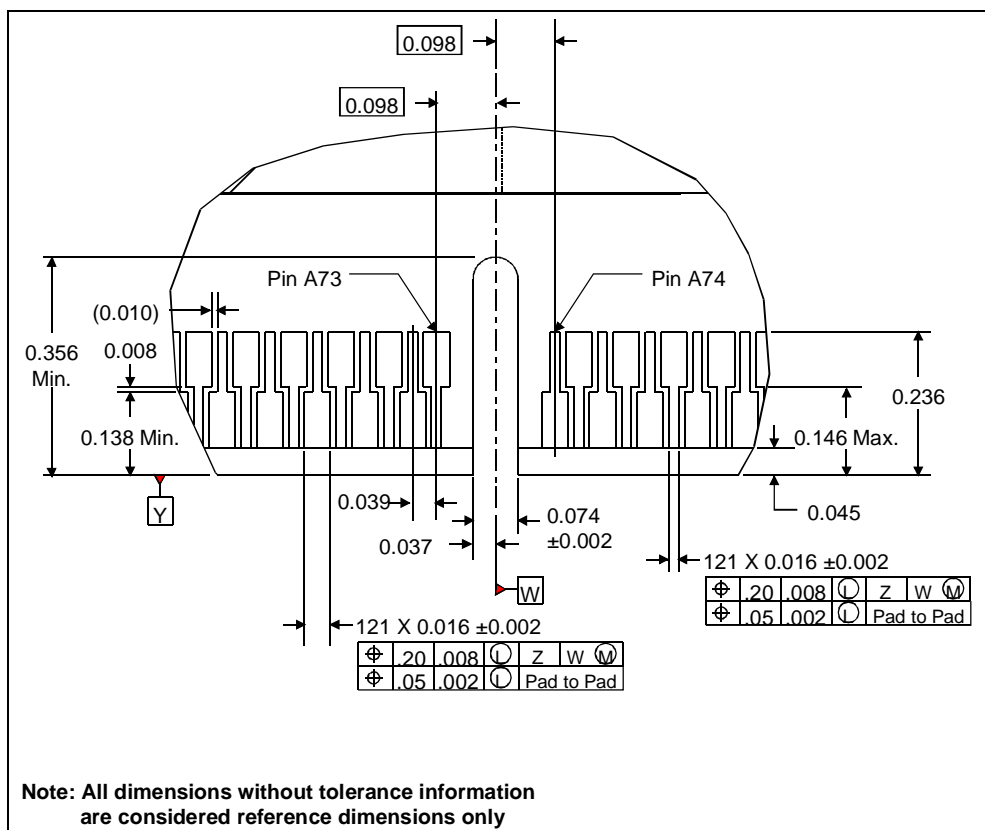 0.098
0.098
Pin A73
Pin A74
(0.010)
0.356
Min.
0.008
0.236
0.138 Min.
0.146 Max.
0.039
0.074
±0.002
0.045
Y
0.037
W
121 X 0.016 ±0.002
⌖ .20 .008 Ⓛ Z W Ⓜ
⌖ .05 .002 Ⓛ Pad to Pad
121 X 0.016 ±0.002
⌖ .20 .008 Ⓛ Z W Ⓜ
⌖ .05 .002 Ⓛ Pad to Pad
Note: All dimensions without tolerance information
are considered reference dimensions only